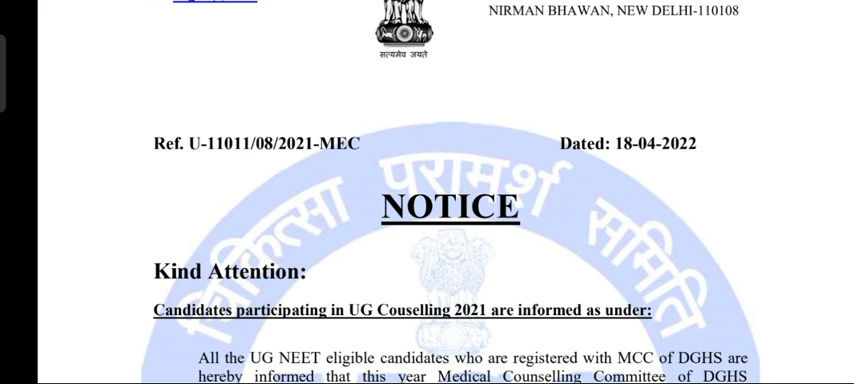 NIRMAN BHAWAN, NEW DELHI-110108
सत्यमेव जयते
Ref. U-11011/08/2021-MEC Dated: 18-04-2022
चिकित्सा परामर्श समिति
NOTICE
Kind Attention:
Candidates participating in UG Couselling 2021 are informed as under:
All the UG NEET eligible candidates who are registered with MCC of DGHS are
hereby informed that this year Medical Counselling Committee of DGHS